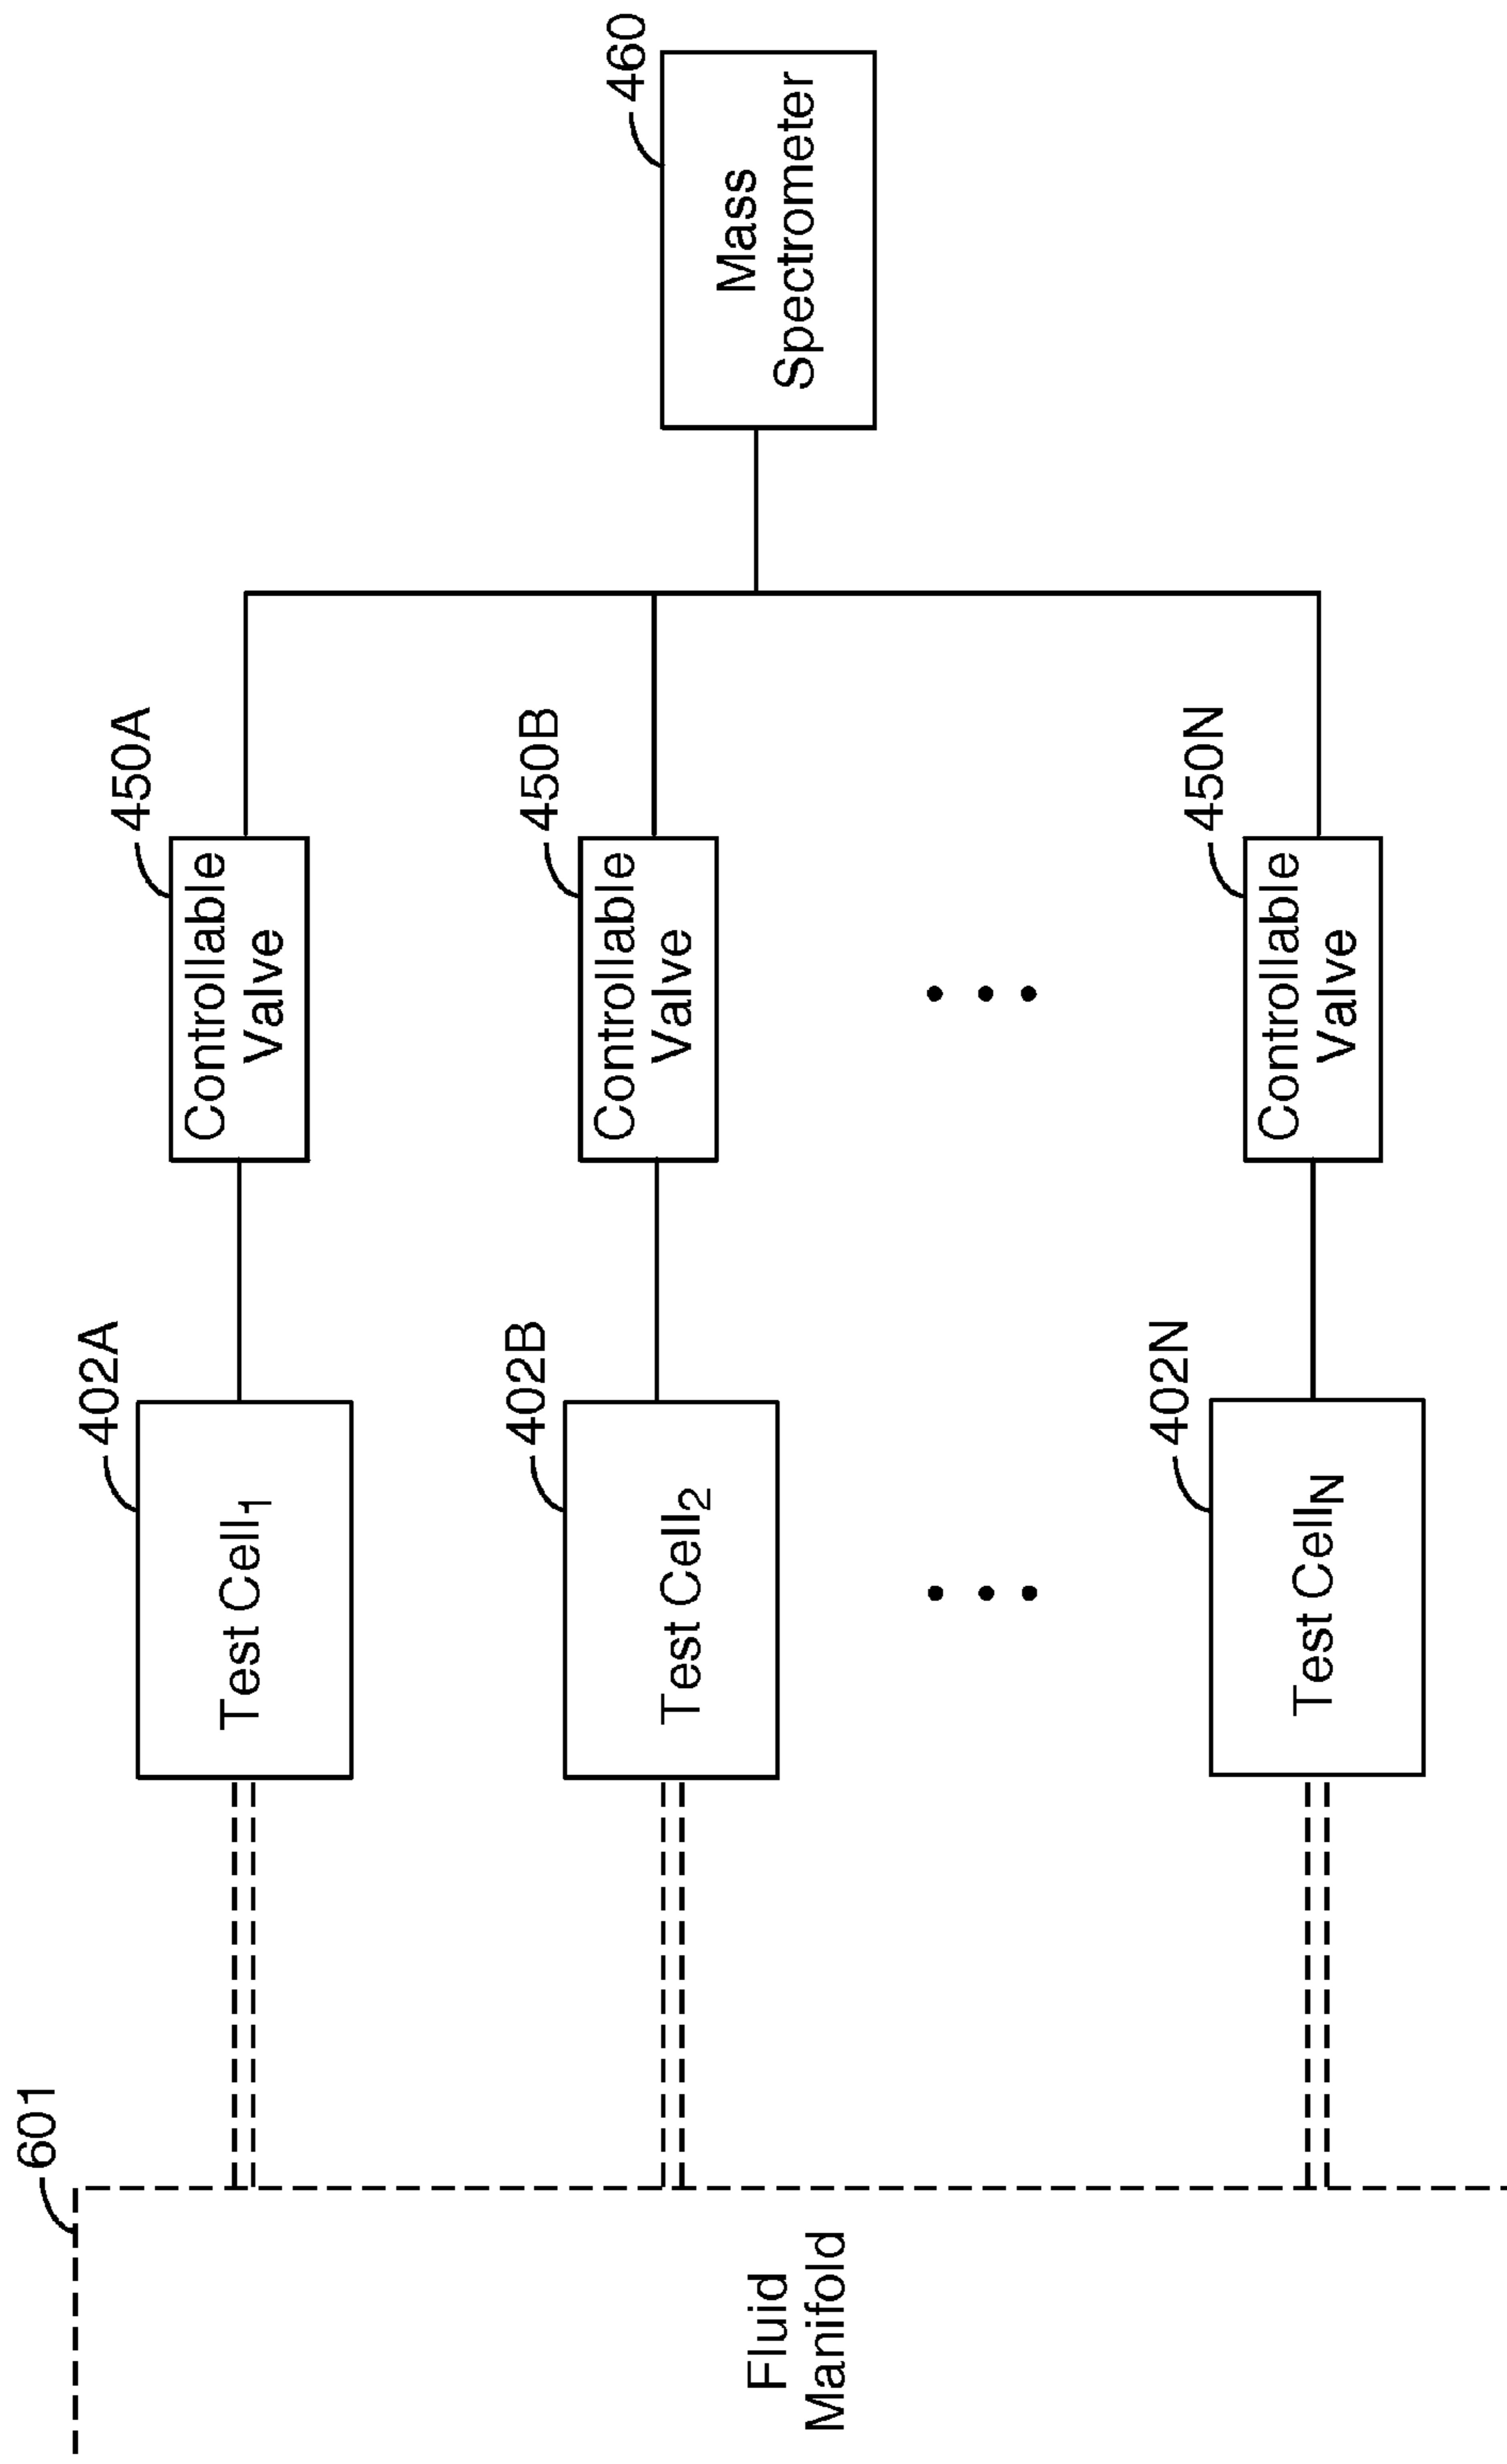 601
Fluid
Manifold
402A
Test Cell1
450A
Controllable
Valve
402B
Test Cell2
450B
Controllable
Valve
402N
Test CellN
450N
Controllable
Valve
460
Mass
Spectrometer